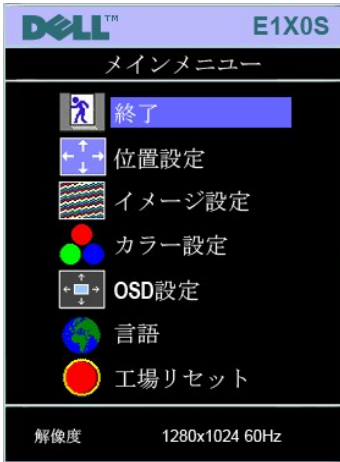 DELL™ E1X0S
メインメニュー
終了
位置設定
イメージ設定
カラー設定
OSD設定
言語
工場リセット
解像度 1280x1024 60Hz